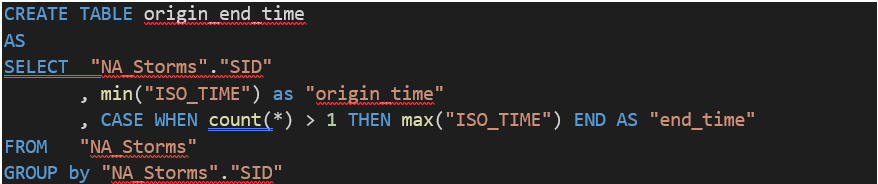 CREATE TABLE origin_end_time
AS
SELECT  "NA_Storms"."SID"
       , min("ISO_TIME") as "origin_time"
       , CASE WHEN count(*) > 1 THEN max("ISO_TIME") END AS "end_time"
FROM   "NA_Storms"
GROUP by "NA_Storms"."SID"